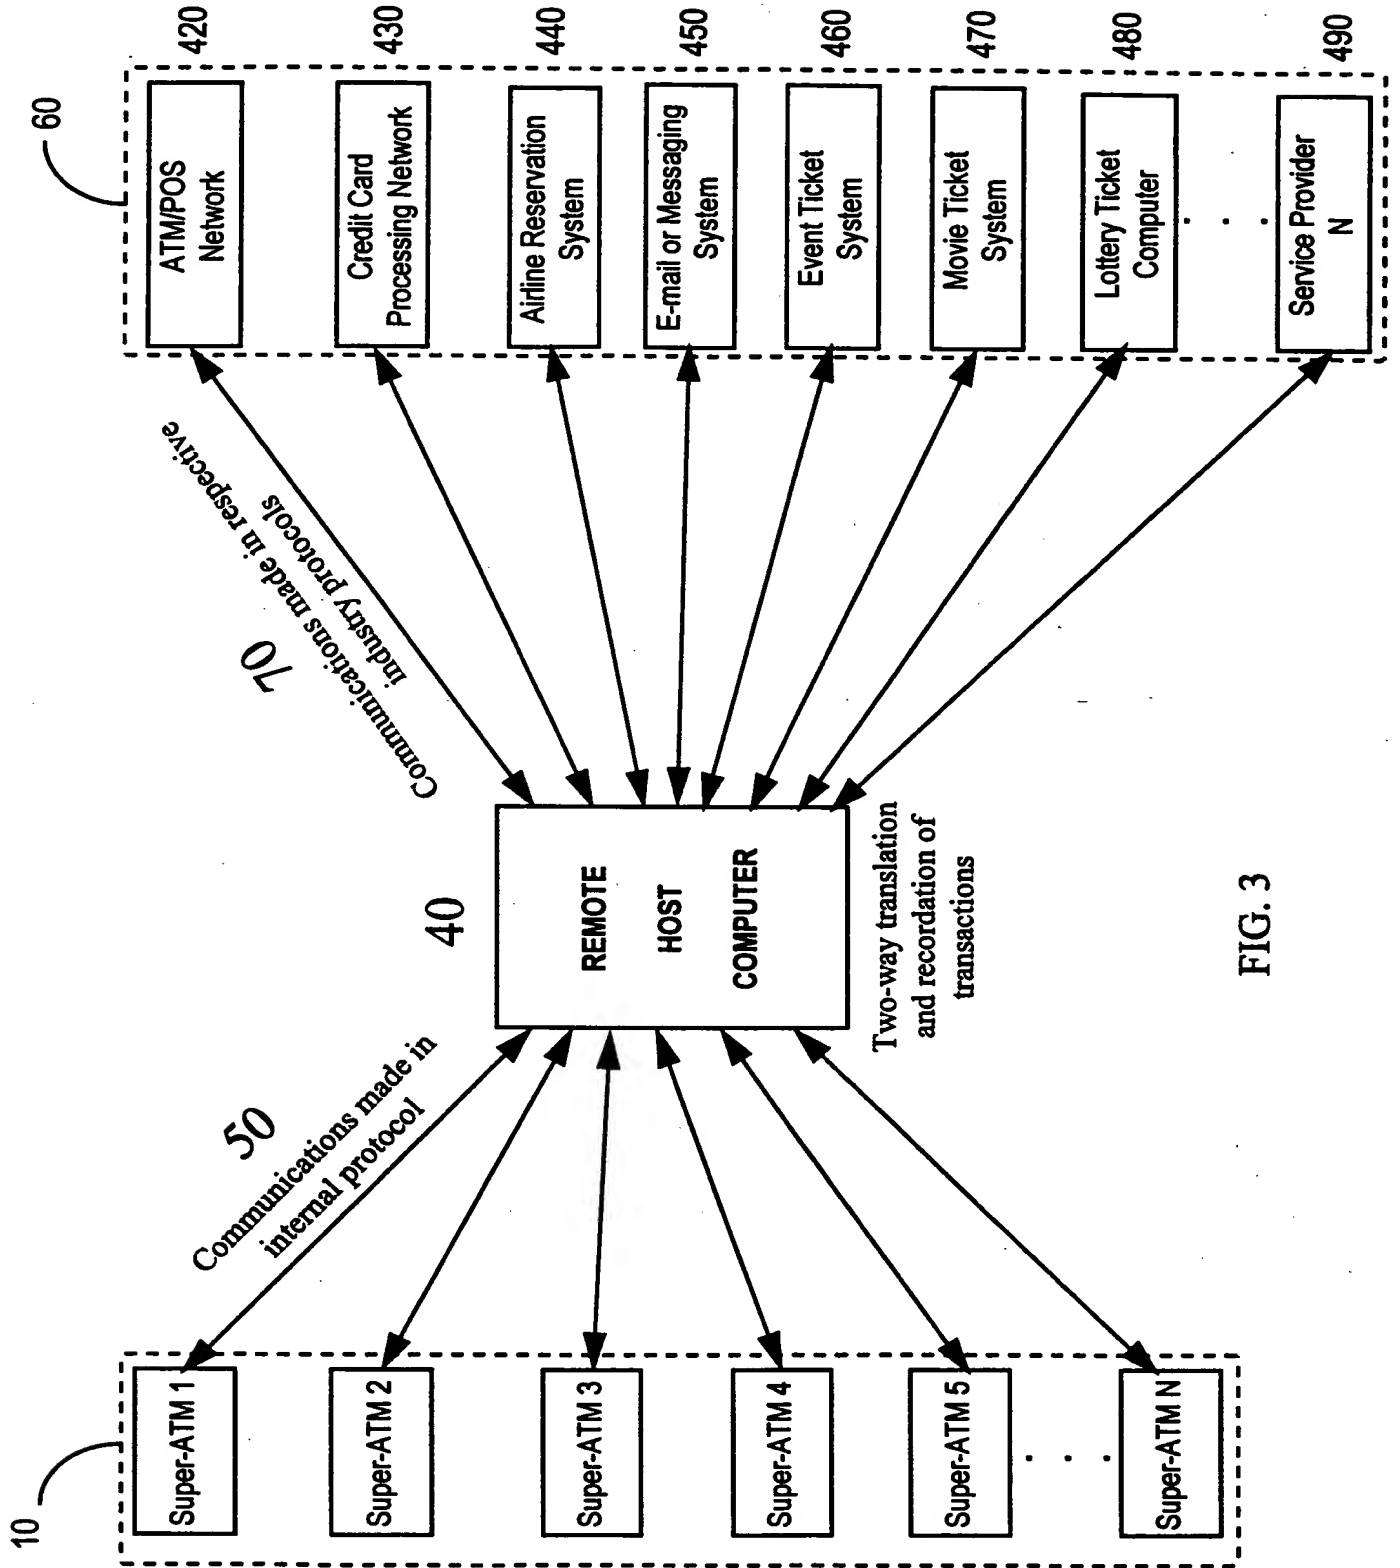 10
Super-ATM 1
Super-ATM 2
Super-ATM 3
Super-ATM 4
Super-ATM 5
. . . .
Super-ATM N
50
Communications made in
internal protocol
40
REMOTE
HOST
COMPUTER
Two-way translation
and recordation of
transactions
70
Communications made in respective
industry protocols
60
ATM/POS
Network
420
Credit Card
Processing Network
430
Airline Reservation
System
440
E-mail or Messaging
System
450
Event Ticket
System
460
Movie Ticket
System
470
Lottery Ticket
Computer
480
. . . .
Service Provider
N
490
FIG. 3